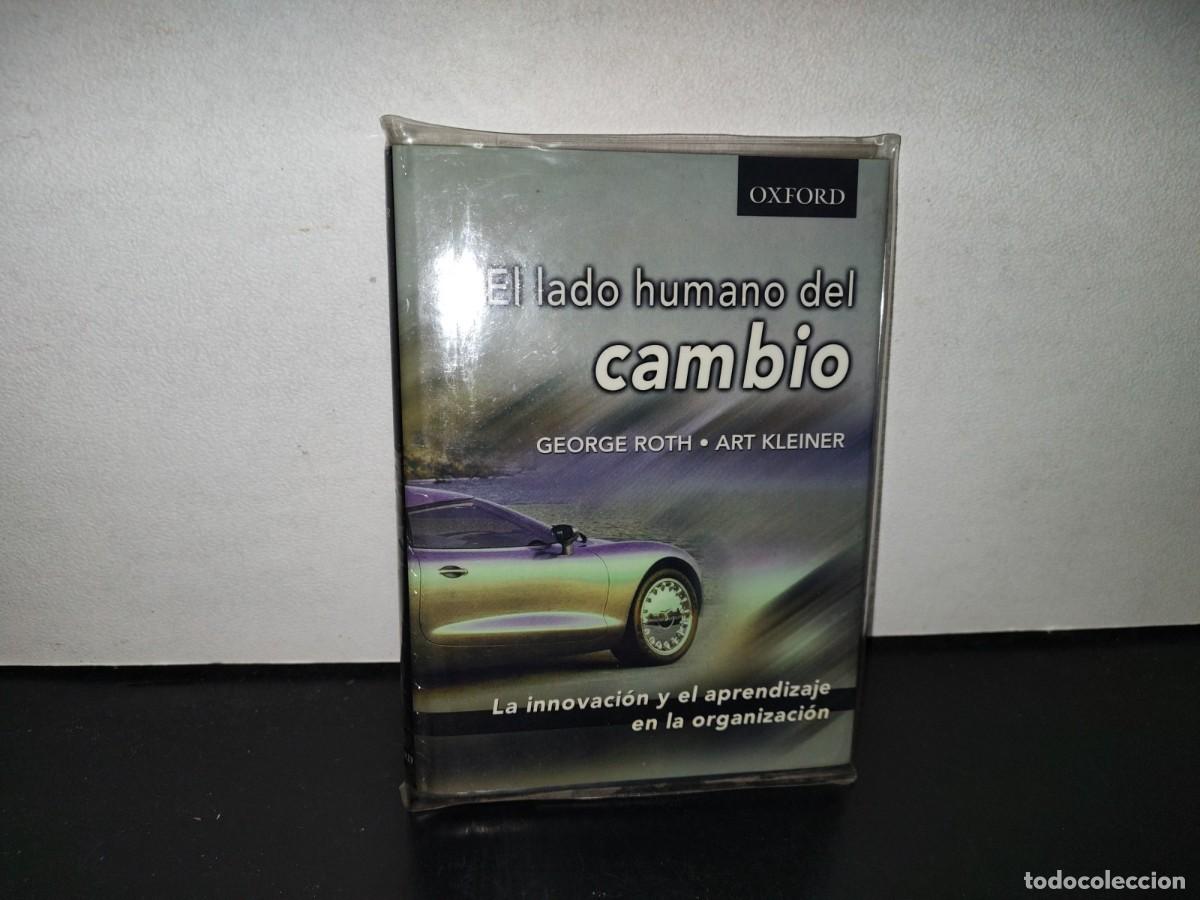 OXFORD
El lado humano del
cambio
GEORGE ROTH • ART KLEINER
La innovación y el aprendizaje
en la organización
todocoleccion